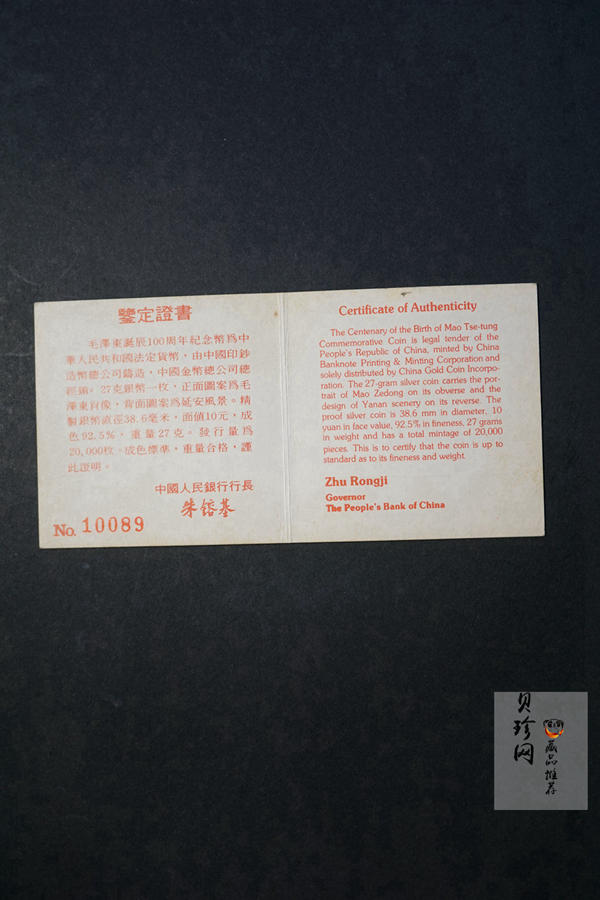 鑒定證書
毛澤東誕辰100周年紀念幣爲中
華人民共和國法定貨幣，由中國印鈔
造幣總公司鑄造，中國金幣總公司總
經銷。27克銀幣一枚，正面圖案爲毛
澤東肖像，背面圖案爲延安風景。精
製銀幣直徑38.6毫米，面值10元，成
色92.5%，重量27克。發行量爲
20,000枚。成色標準，重量合格，謹
此證明。
中國人民銀行行長
朱鎔基
No. 10089
Certificate of Authenticity
The Centenary of the Birth of Mao Tse-tung
Commemorative Coin is legal tender of the
People's Republic of China, minted by China
Banknote Printing & Minting Corporation and
solely distributed by China Gold Coin Incorpo-
ration. The 27-gram silver coin carries the por-
trait of Mao Zedong on its obverse and the
design of Yanan scenery on its reverse. The
proof silver coin is 38.6 mm in diameter, 10
yuan in face value, 92.5% in fineness, 27 grams
in weight and has a total mintage of 20,000
pieces. This is to certify that the coin is up to
standard as to its fineness and weight.
Zhu Rongji
Governor
The People's Bank of China
贝珍网
藏品推荐